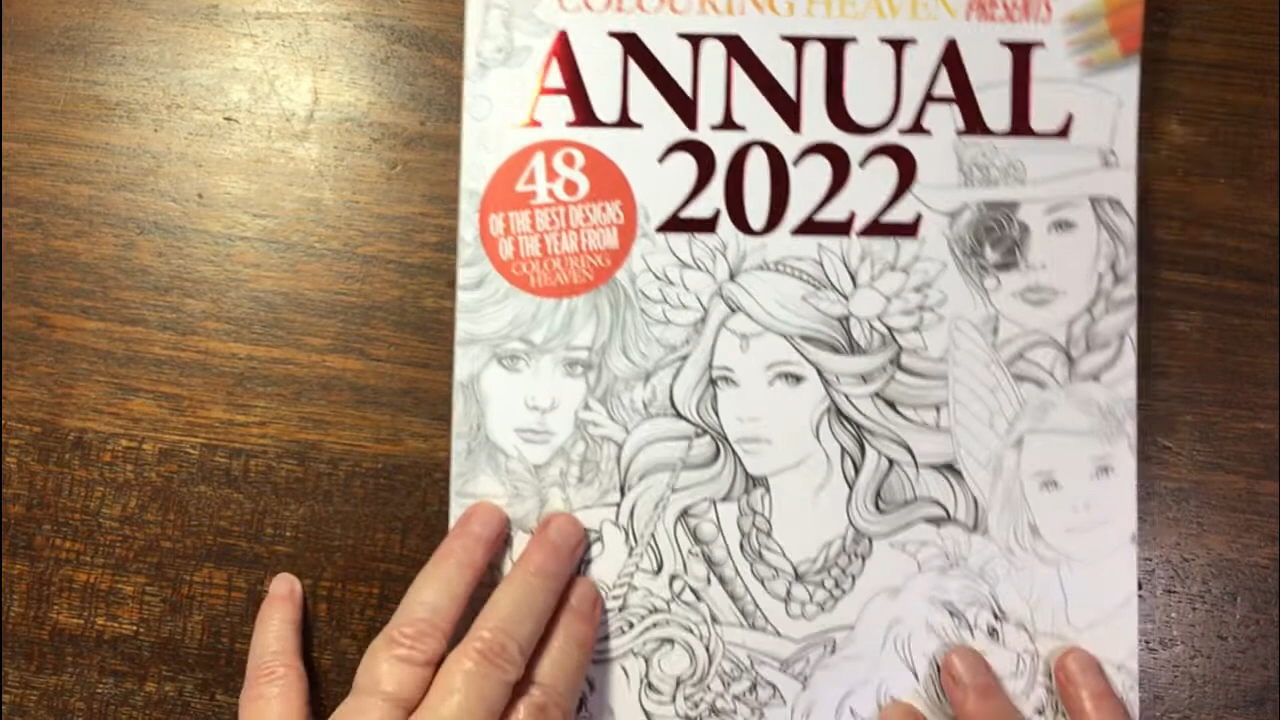 COLOURING HEAVEN PRESENTS
ANNUAL
2022
48
OF THE BEST DESIGNS
OF THE YEAR FROM
COLOURING
HEAVEN